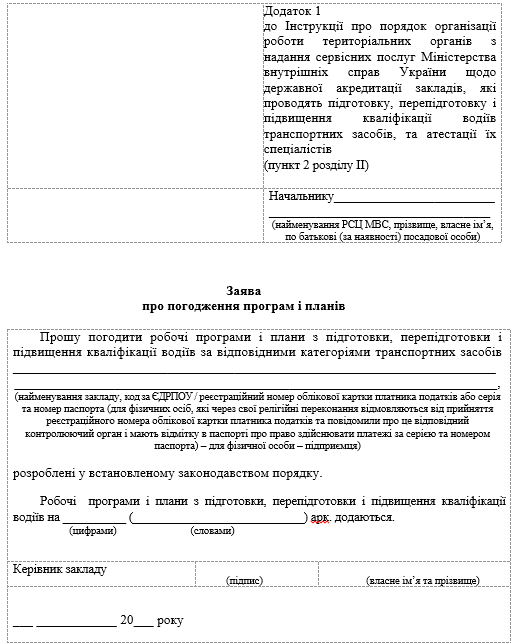 Додаток 1
до Інструкції про порядок організації
роботи територіальних органів з
надання сервісних послуг Міністерства
внутрішніх справ України щодо
державної акредитації закладів, які
проводять підготовку, перепідготовку і
підвищення кваліфікації водіїв
транспортних засобів, та атестації їх
спеціалістів
(пункт 2 розділу II)
Начальнику_________________________
___________________________________
(найменування РСЦ МВС, прізвище, власне ім’я,
по батькові (за наявності) посадової особи)
Заява
про погодження програм і планів
Прошу погодити робочі програми і плани з підготовки, перепідготовки і
підвищення кваліфікації водіїв за відповідними категоріями транспортних засобів
_____________________________________________________________________________
_____________________________________________________________________________,
(найменування закладу, код за ЄДРПОУ / реєстраційний номер облікової картки платника податків або серія
та номер паспорта (для фізичних осіб, які через свої релігійні переконання відмовляються від прийняття
реєстраційного номера облікової картки платника податків та повідомили про це відповідний
контролюючий орган і мають відмітку в паспорті про право здійснювати платежі за серією та номером
паспорта) – для фізичної особи – підприємця)
розроблені у встановленому законодавством порядку.
Робочі програми і плани з підготовки, перепідготовки і підвищення кваліфікації
водіїв на __________ (___________________________) арк. додаються.
(цифрами) (словами)
Керівник закладу
(підпис) (власне ім’я та прізвище)
___ _____________ 20___ року